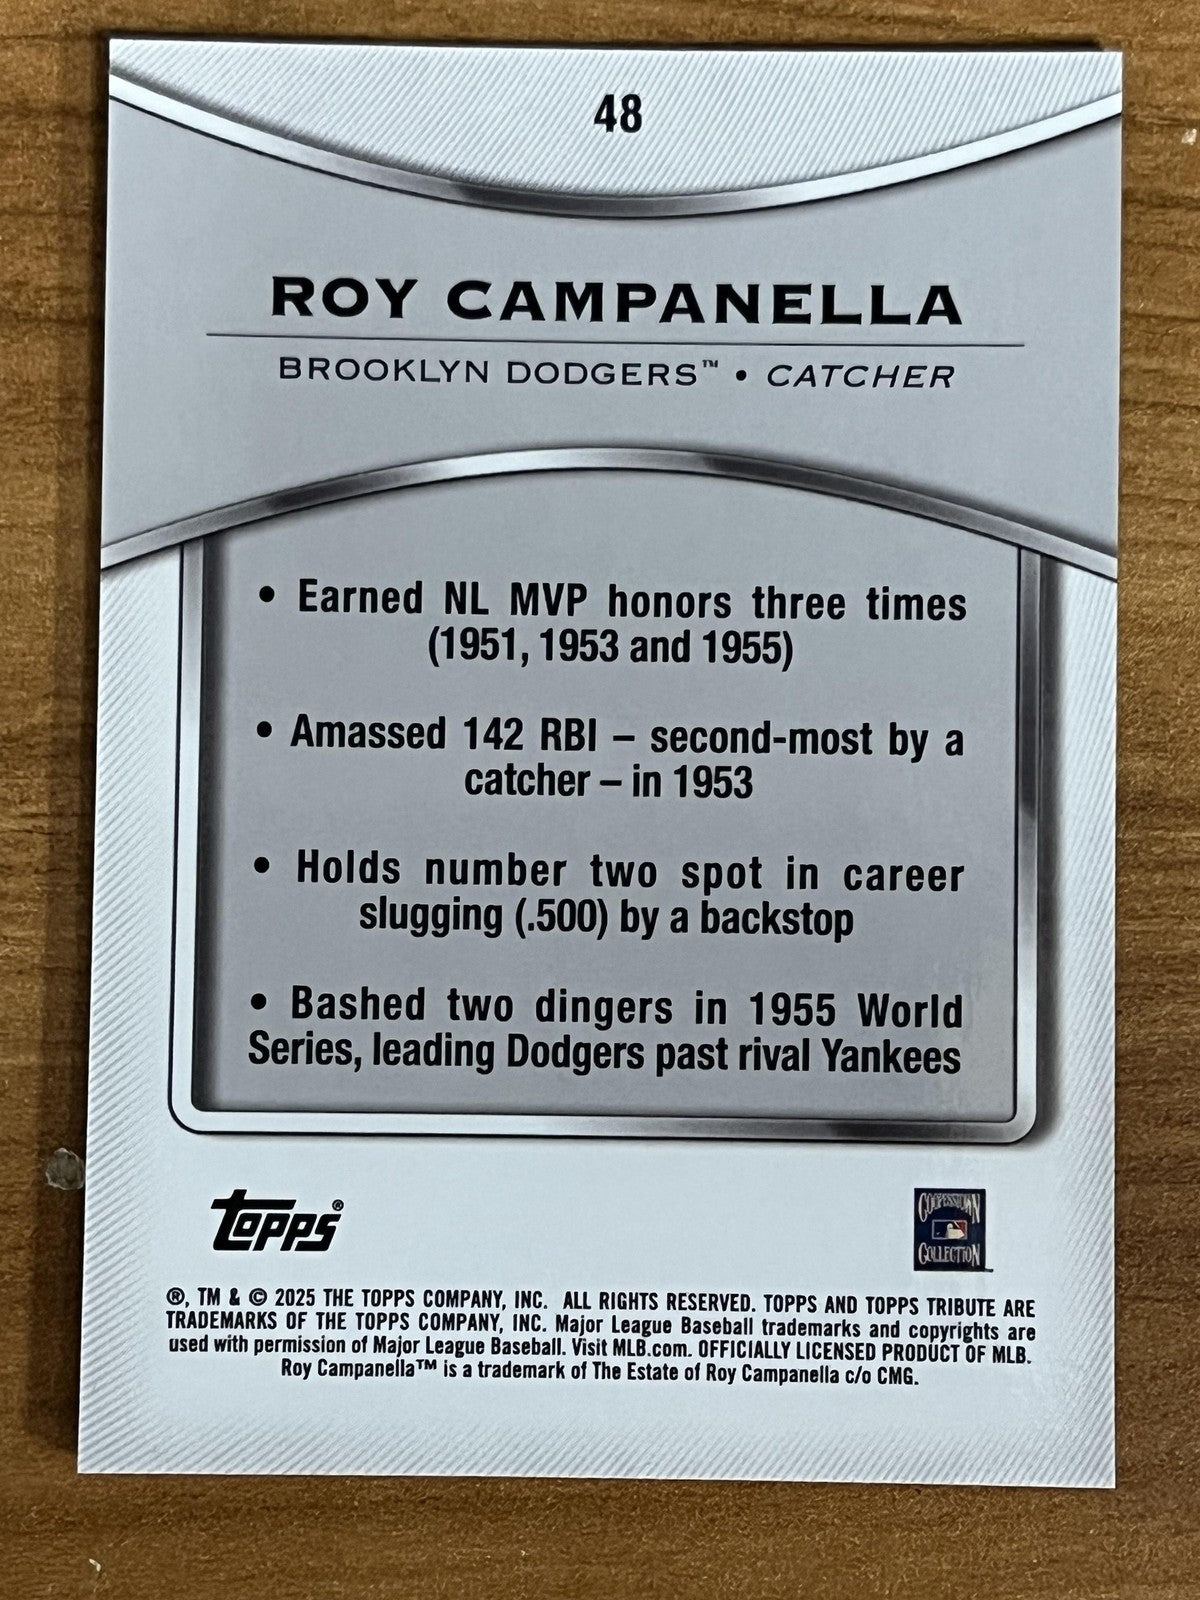 48
ROY CAMPANELLA
BROOKLYN DODGERS™ • CATCHER
• Earned NL MVP honors three times
(1951, 1953 and 1955)
• Amassed 142 RBI – second-most by a
catcher – in 1953
• Holds number two spot in career
slugging (.500) by a backstop
• Bashed two dingers in 1955 World
Series, leading Dodgers past rival Yankees
topps®
COOPERSTOWN
COLLECTION
®, TM & © 2025 THE TOPPS COMPANY, INC. ALL RIGHTS RESERVED. TOPPS AND TOPPS TRIBUTE ARE
TRADEMARKS OF THE TOPPS COMPANY, INC. Major League Baseball trademarks and copyrights are
used with permission of Major League Baseball. Visit MLB.com. OFFICIALLY LICENSED PRODUCT OF MLB.
Roy Campanella™ is a trademark of The Estate of Roy Campanella c/o CMG.